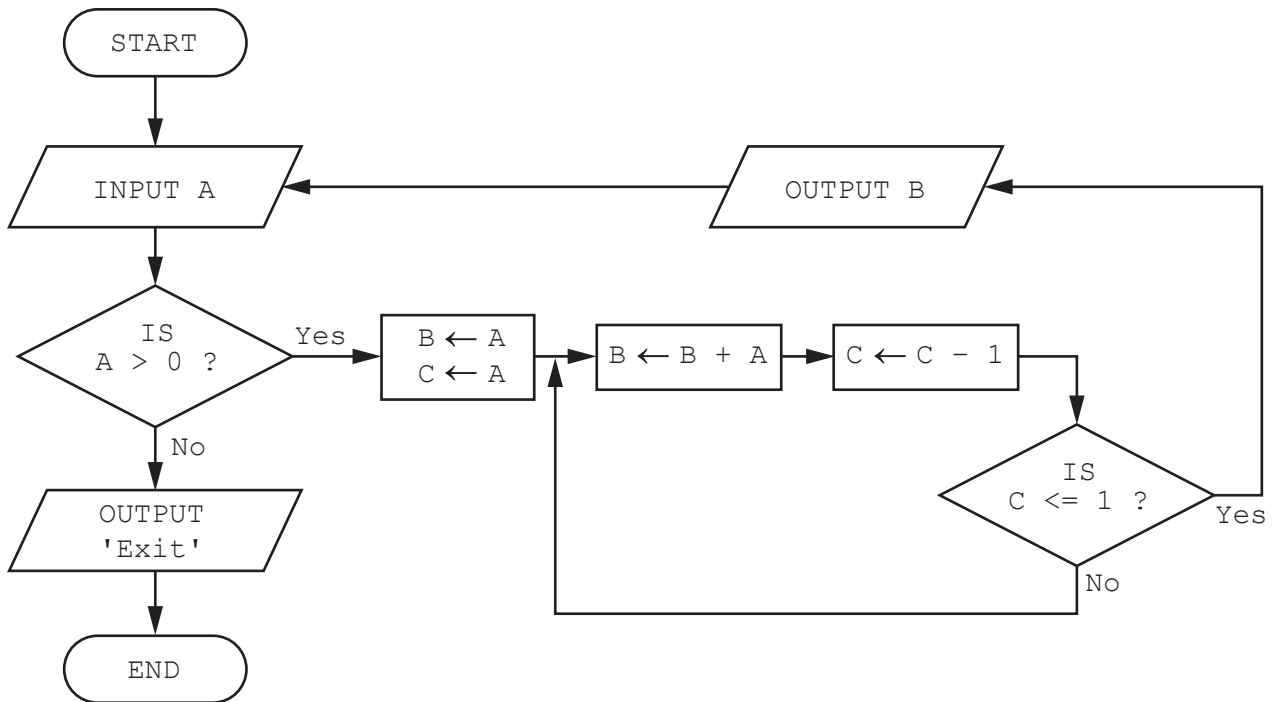 START
INPUT A
OUTPUT B
IS
A > 0 ?
Yes
B ← A
C ← A
B ← B + A
C ← C - 1
IS
C <= 1 ?
Yes
No
No
OUTPUT
'Exit'
END